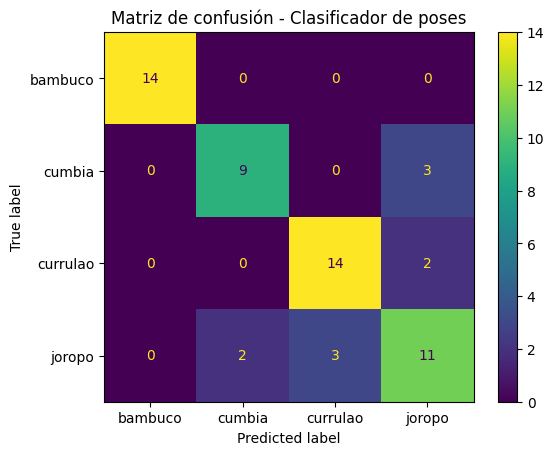 Matriz de confusión - Clasificador de poses
bambuco 14 0 0 0
cumbia 0 9 0 3
currulao 0 0 14 2
joropo 0 2 3 11
bambuco cumbia currulao joropo
Predicted label
True label
14
12
10
8
6
4
2
0